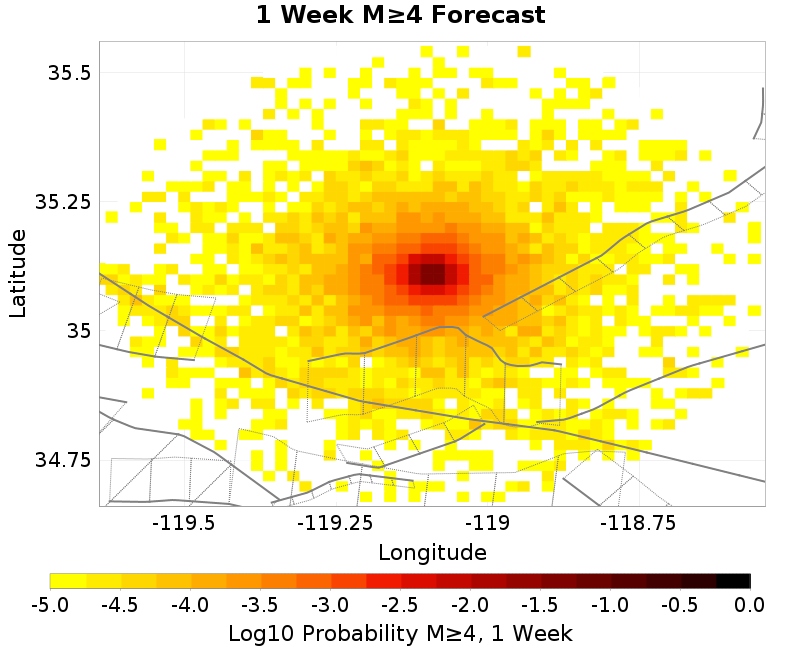 1 Week M≥4 Forecast
35.5
35.25
35
34.75
Latitude
-119.5 -119.25 -119 -118.75
Longitude
-5.0 -4.5 -4.0 -3.5 -3.0 -2.5 -2.0 -1.5 -1.0 -0.5 0.0
Log10 Probability M≥4, 1 Week